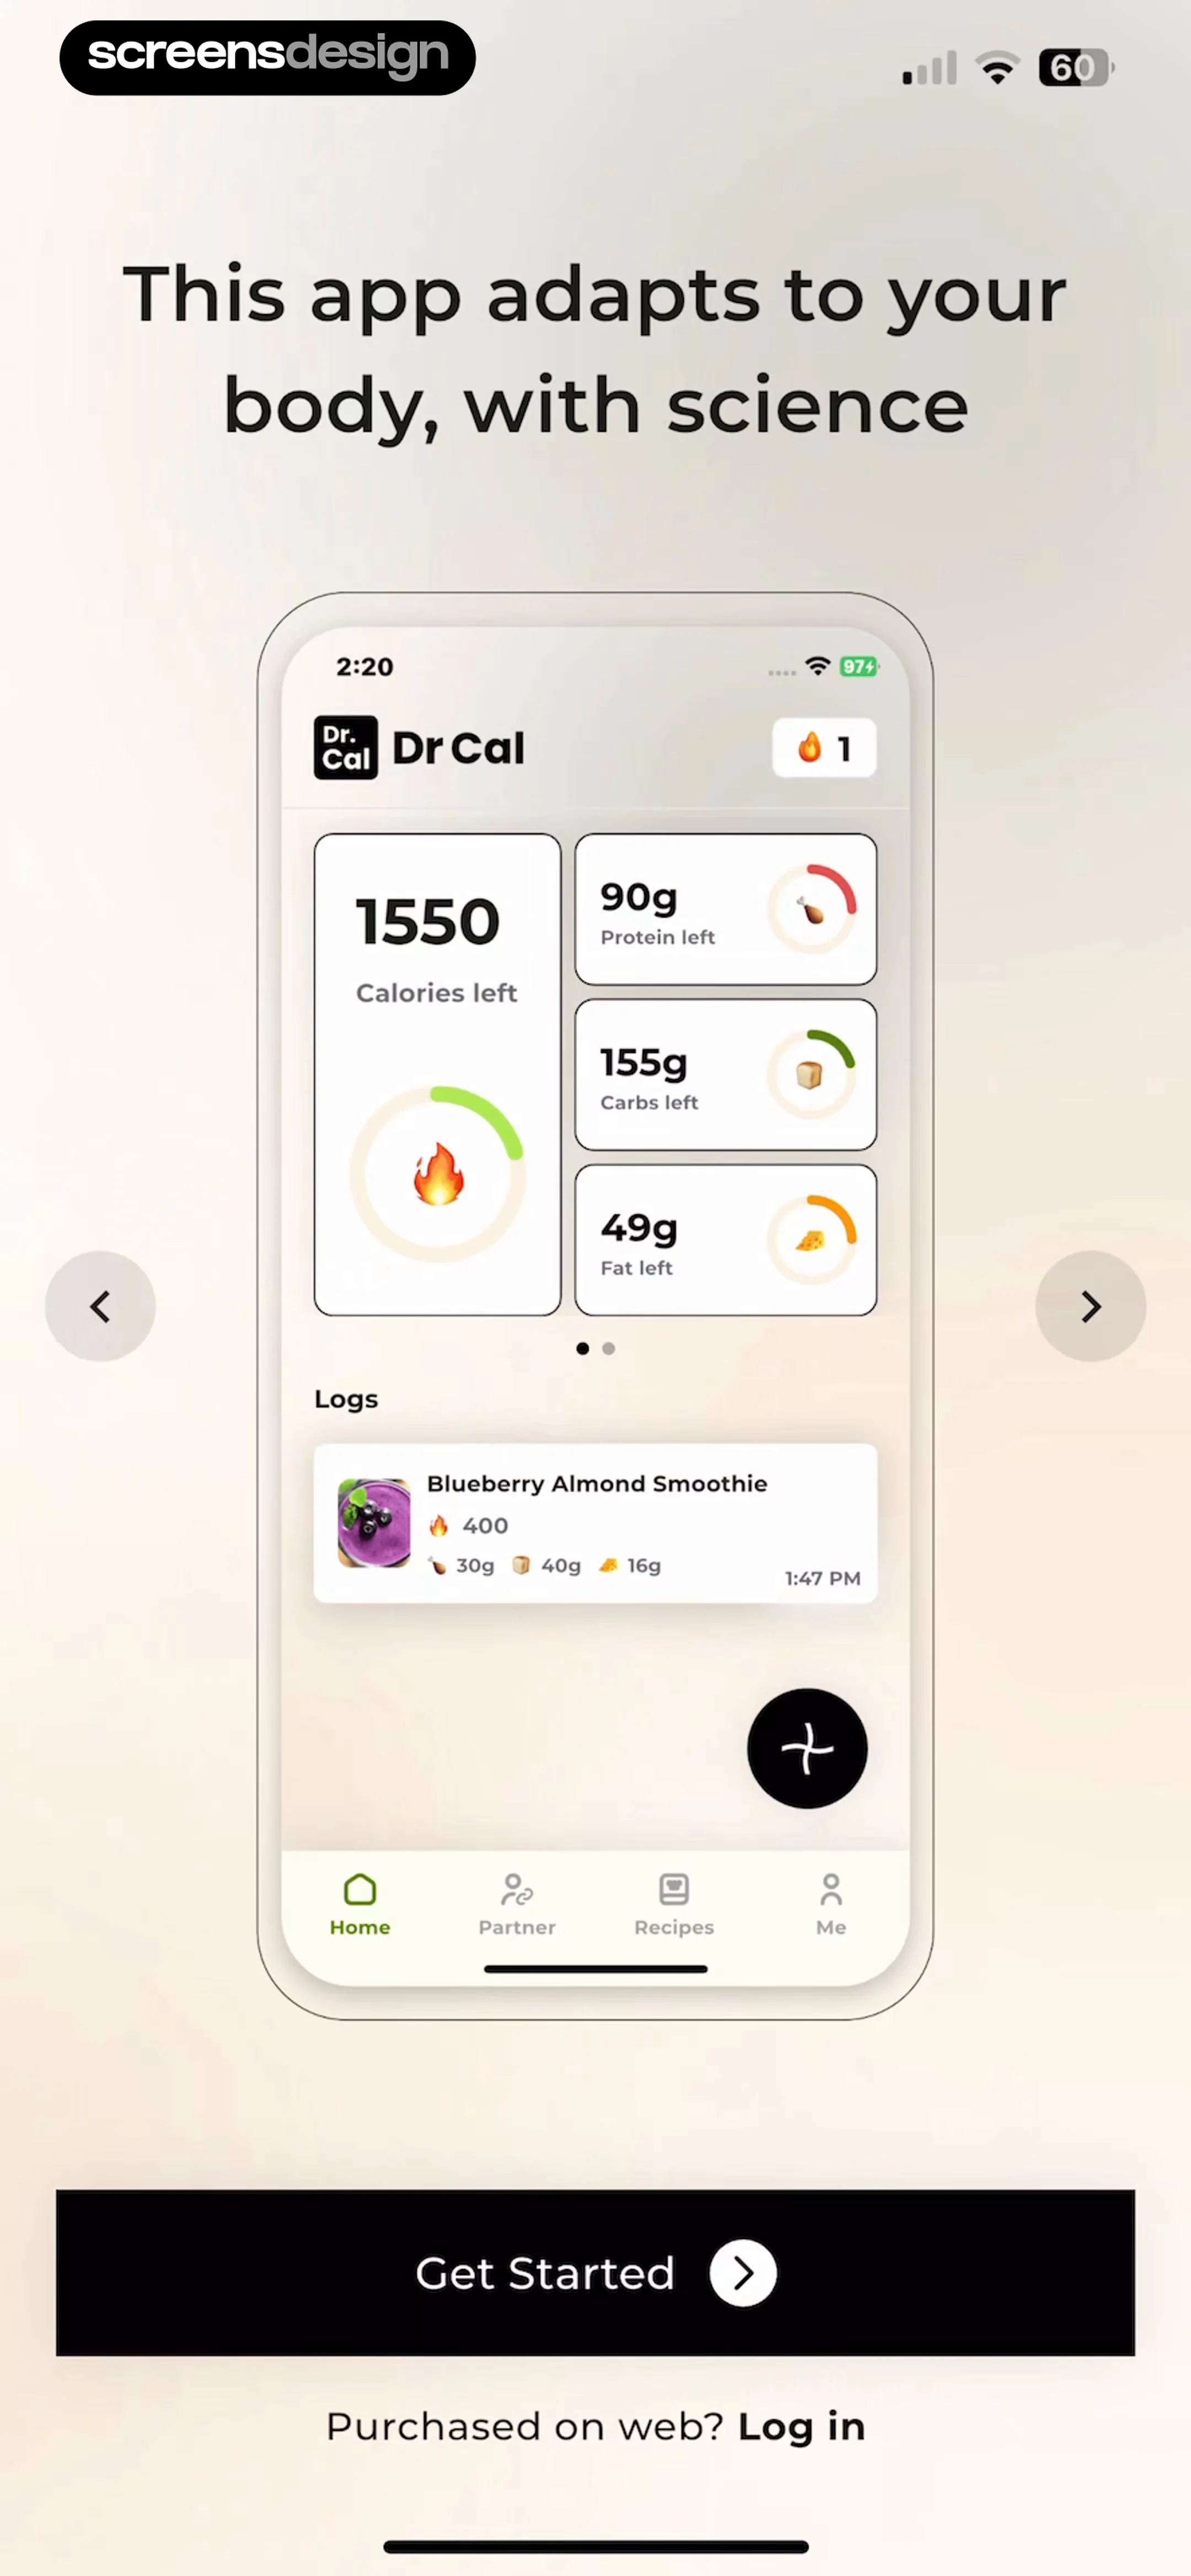 screensdesign
60
This app adapts to your
body, with science
2:20
97
Dr.
Cal
Dr Cal
1
1550
Calories left
90g
Protein left
155g
Carbs left
49g
Fat left
Logs
Blueberry Almond Smoothie
400
30g 40g 16g
1:47 PM
Home Partner Recipes Me
Get Started
Purchased on web? Log in